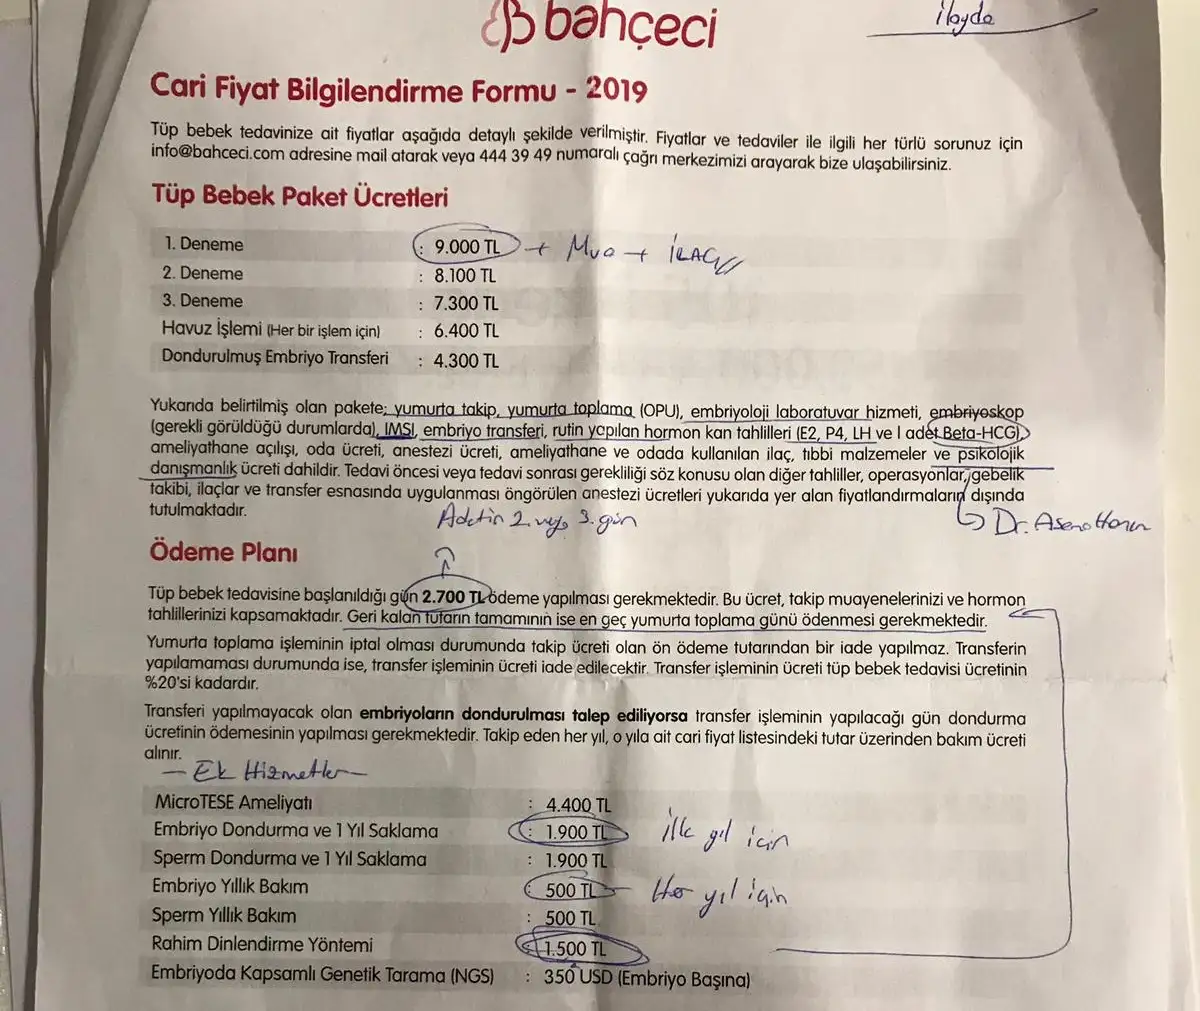 bahçeci
ilayda
Cari Fiyat Bilgilendirme Formu - 2019
Tüp bebek tedavinize ait fiyatlar aşağıda detaylı şekilde verilmiştir. Fiyatlar ve tedaviler ile ilgili her türlü sorunuz için
info@bahceci.com adresine mail atarak veya 444 39 49 numaralı çağrı merkezimizi arayarak bize ulaşabilirsiniz.
Tüp Bebek Paket Ücretleri
1. Deneme : 9.000 TL + Mua + İLAÇ
2. Deneme : 8.100 TL
3. Deneme : 7.300 TL
Havuz İşlemi (Her bir işlem için) : 6.400 TL
Dondurulmuş Embriyo Transferi : 4.300 TL
Yukarıda belirtilmiş olan pakete; yumurta takip, yumurta toplama (OPU), embriyoloji laboratuvar hizmeti, embriyoskop
(gerekli görüldüğü durumlarda), IMSI, embriyo transferi, rutin yapılan hormon kan tahlilleri (E2, P4, LH ve 1 adet Beta-HCG),
ameliyathane açılışı, oda ücreti, anestezi ücreti, ameliyathane ve odada kullanılan ilaç, tıbbi malzemeler ve psikolojik
danışmanlık ücreti dahildir. Tedavi öncesi veya tedavi sonrası gerekliliği söz konusu olan diğer tahliller, operasyonlar, gebelik
takibi, ilaçlar ve transfer esnasında uygulanması öngörülen anestezi ücretleri yukarıda yer alan fiyatlandırmaların dışında
tutulmaktadır.
Adetin 2. veya 3. gün
Dr. Asena Hanım
Ödeme Planı
Tüp bebek tedavisine başlanıldığı gün 2.700 TL ödeme yapılması gerekmektedir. Bu ücret, takip muayenelerinizi ve hormon
tahlillerinizi kapsamaktadır. Geri kalan tutarın tamamının ise en geç yumurta toplama günü ödenmesi gerekmektedir.
Yumurta toplama işleminin iptal olması durumunda takip ücreti olan ön ödeme tutarından bir iade yapılmaz. Transferin
yapılamaması durumunda ise, transfer işleminin ücreti iade edilecektir. Transfer işleminin ücreti tüp bebek tedavisi ücretinin
%20'si kadardır.
Transferi yapılmayacak olan embriyoların dondurulması talep ediliyorsa transfer işleminin yapılacağı gün dondurma
ücretinin ödemesinin yapılması gerekmektedir. Takip eden her yıl, o yıla ait cari fiyat listesindeki tutar üzerinden bakım ücreti
alınır.
- Ek Hizmetler -
MicroTESE Ameliyatı : 4.400 TL
Embriyo Dondurma ve 1 Yıl Saklama : 1.900 TL ilk yıl için
Sperm Dondurma ve 1 Yıl Saklama : 1.900 TL
Embriyo Yıllık Bakım : 500 TL Her yıl için
Sperm Yıllık Bakım : 500 TL
Rahim Dinlendirme Yöntemi : 1.500 TL
Embriyoda Kapsamlı Genetik Tarama (NGS) : 350 USD (Embriyo Başına)